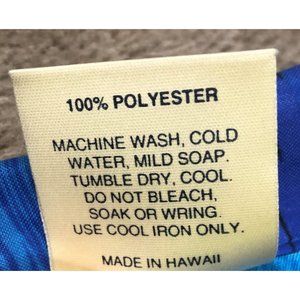 100% POLYESTER
MACHINE WASH, COLD
WATER, MILD SOAP.
TUMBLE DRY, COOL.
DO NOT BLEACH,
SOAK OR WRING.
USE COOL IRON ONLY.
MADE IN HAWAII